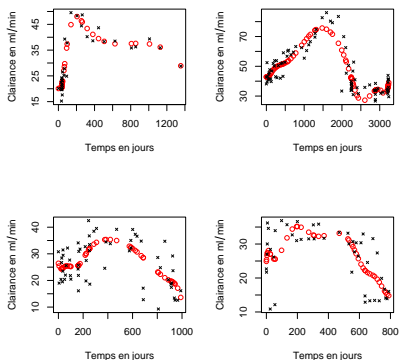 Clairance en ml/min
15 25 35 45
0 400 800 1200
Temps en jours
Clairance en ml/min
30 50 70
0 1000 2000 3000
Temps en jours
Clairance en ml/min
10 20 30 40
0 200 400 600 800 1000
Temps en jours
Clairance en ml/min
10 20 30
0 200 400 600 800
Temps en jours